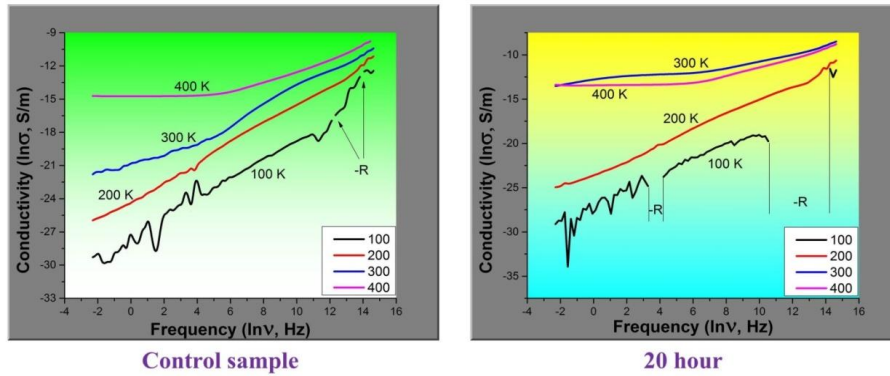 Conductivity (lnσ, S/m)
-9
-12
-15
-18
-21
-24
-27
-30
-33
400 K
300 K
200 K
100 K
-R
100
200
300
400
-4 -2 0 2 4 6 8 10 12 14 16
Frequency (lnν, Hz)
Control sample
Conductivity (lnσ, S/m)
-10
-15
-20
-25
-30
-35
300 K
400 K
200 K
100 K
-R
-R
100
200
300
400
-4 -2 0 2 4 6 8 10 12 14 16
Frequency (lnν, Hz)
20 hour